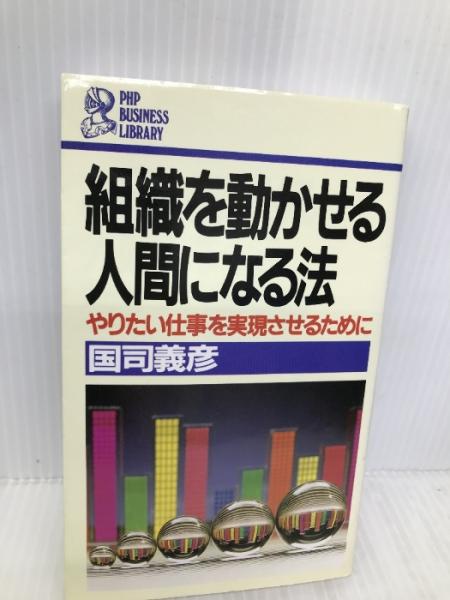 PHP
BUSINESS
LIBRARY
組織を動かせる
人間になる法
やりたい仕事を実現させるために
国司義彦